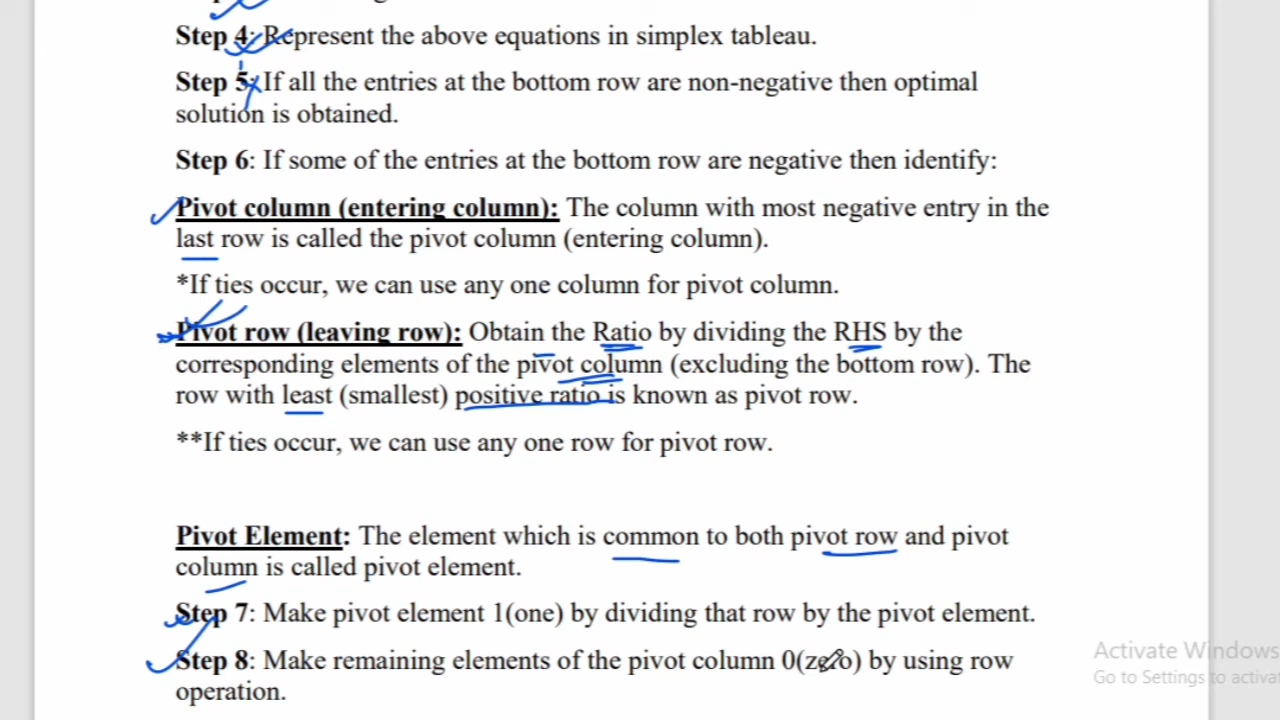 Step 4: Represent the above equations in simplex tableau.
Step 5: If all the entries at the bottom row are non-negative then optimal
solution is obtained.
Step 6: If some of the entries at the bottom row are negative then identify:
Pivot column (entering column): The column with most negative entry in the
last row is called the pivot column (entering column).
*If ties occur, we can use any one column for pivot column.
Pivot row (leaving row): Obtain the Ratio by dividing the RHS by the
corresponding elements of the pivot column (excluding the bottom row). The
row with least (smallest) positive ratio is known as pivot row.
**If ties occur, we can use any one row for pivot row.
Pivot Element: The element which is common to both pivot row and pivot
column is called pivot element.
Step 7: Make pivot element 1(one) by dividing that row by the pivot element.
Step 8: Make remaining elements of the pivot column 0(zero) by using row
operation.
Activate Windows
Go to Settings to activa